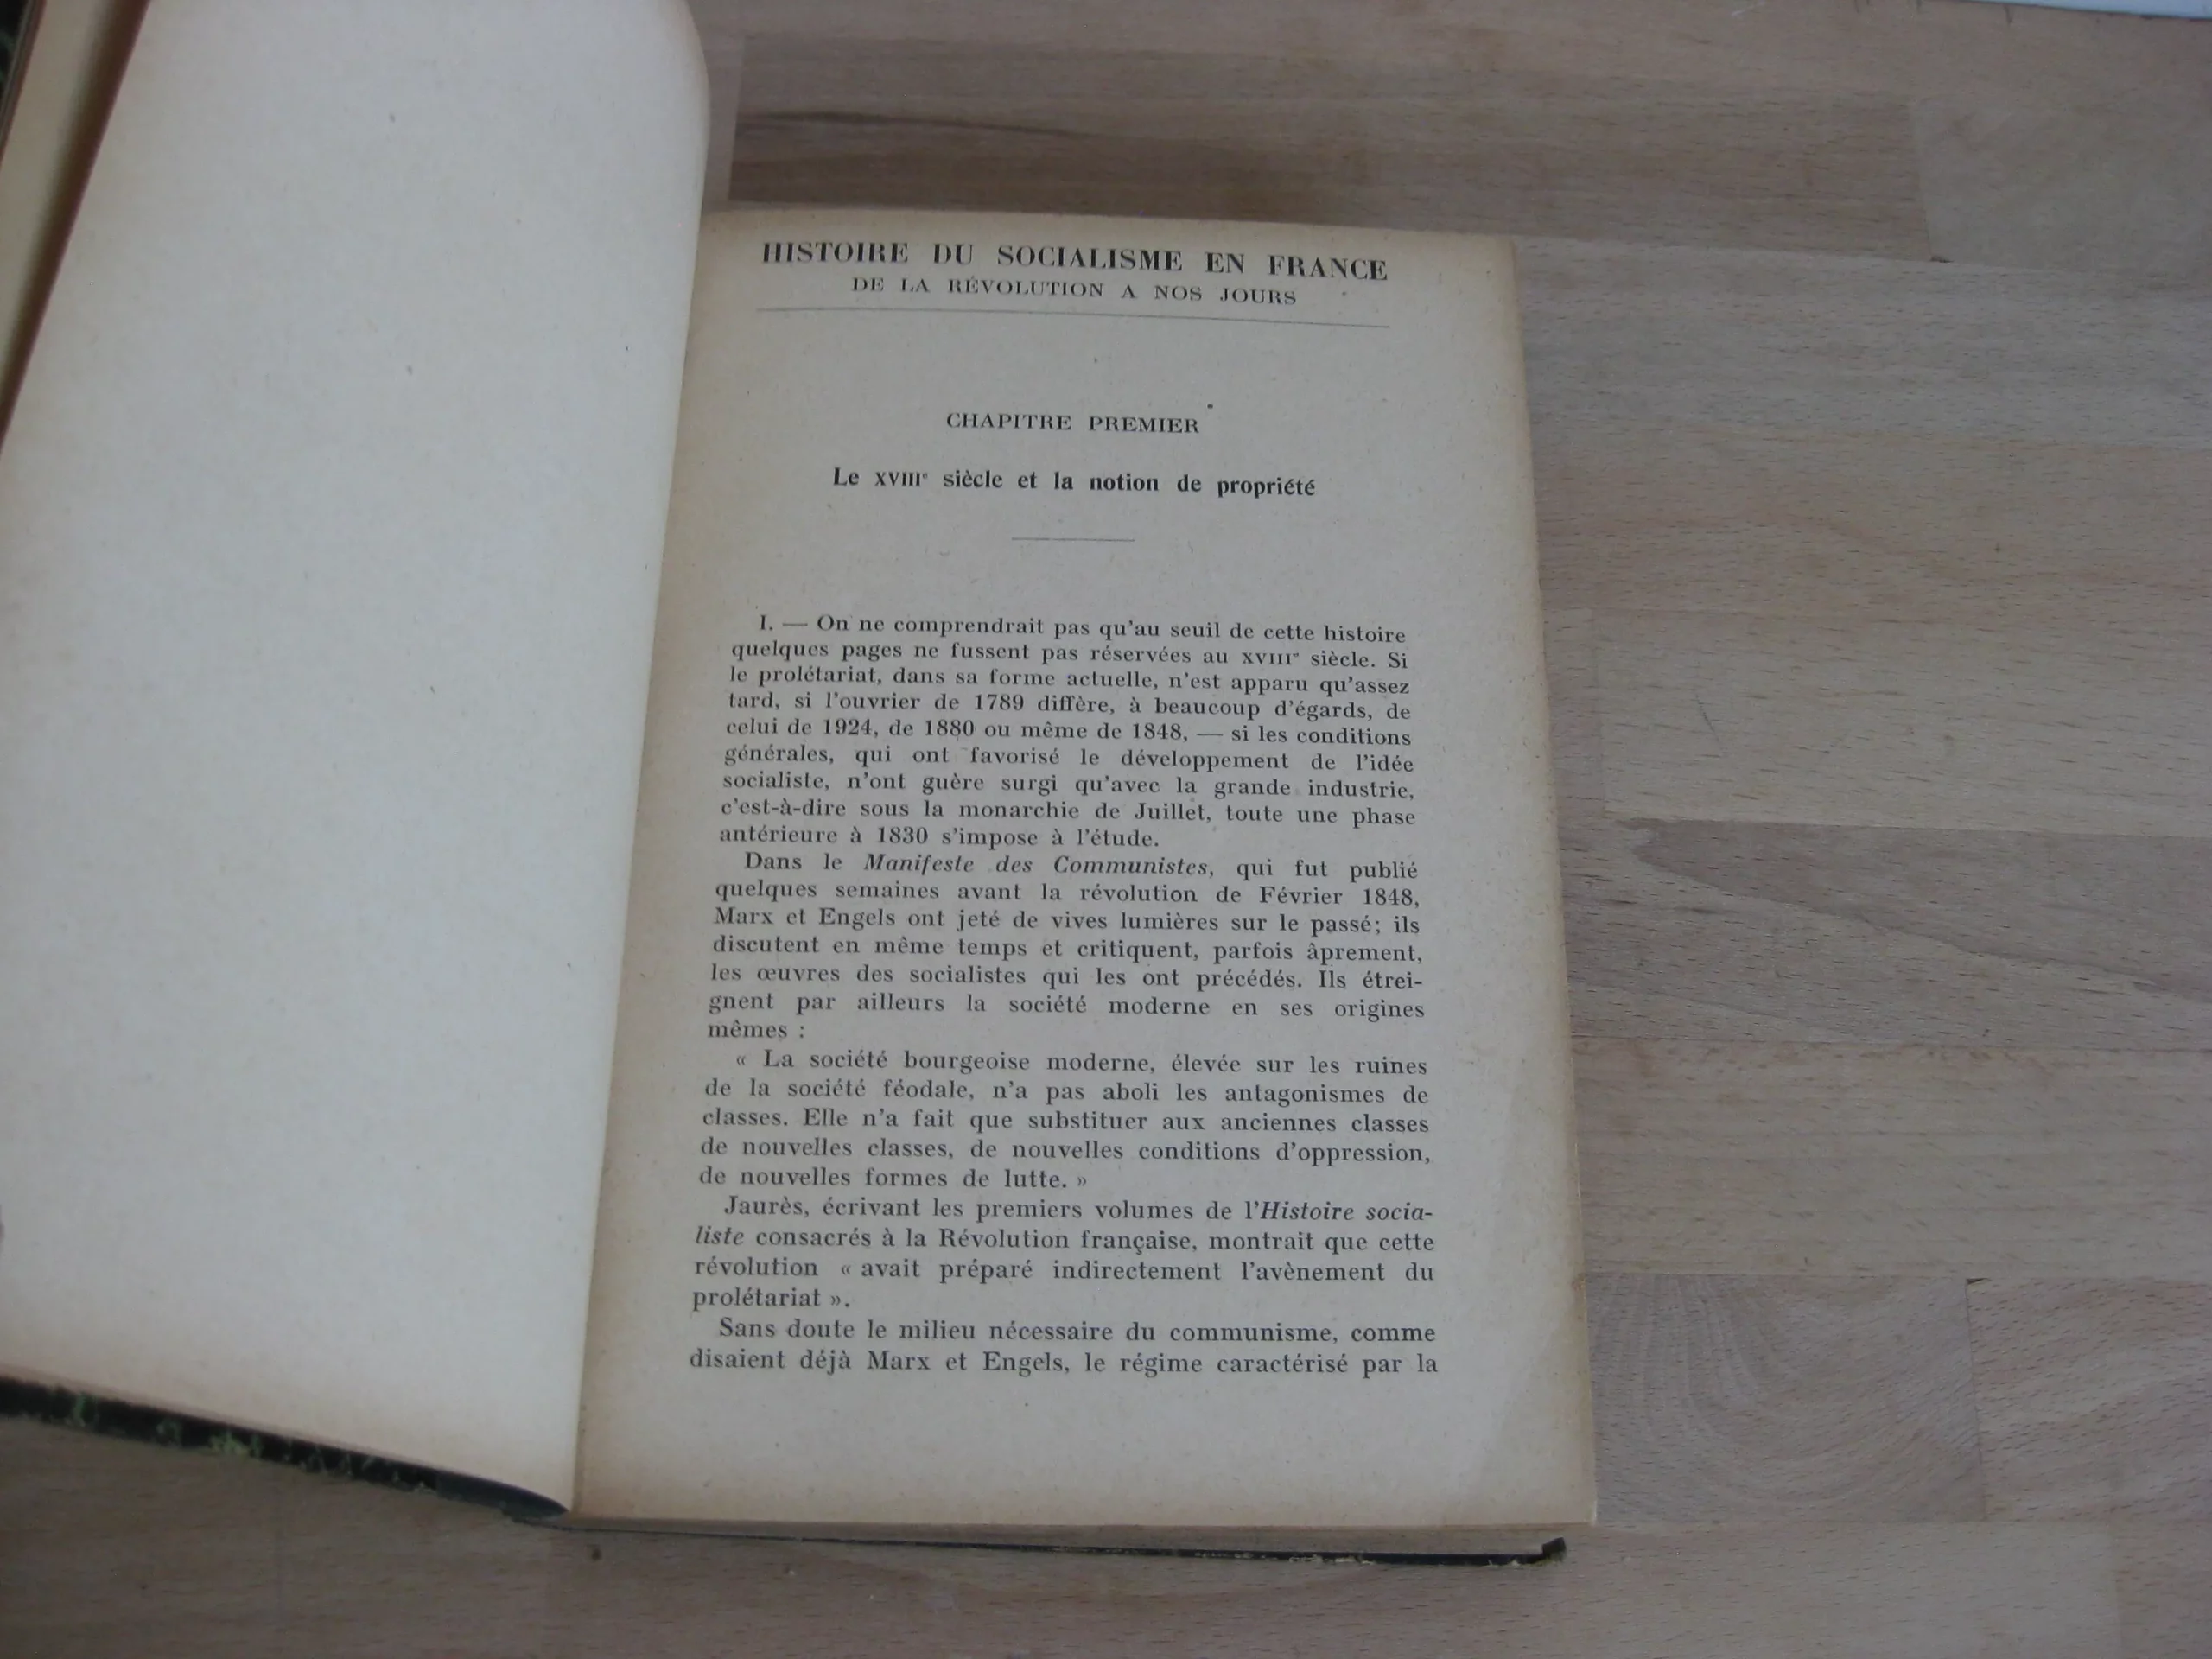 HISTOIRE DU SOCIALISME EN FRANCE
DE LA RÉVOLUTION A NOS JOURS
CHAPITRE PREMIER
Le XVIIIe siècle et la notion de propriété
I. — On ne comprendrait pas qu'au seuil de cette histoire
quelques pages ne fussent pas réservées au XVIIIe siècle. Si
le prolétariat, dans sa forme actuelle, n'est apparu qu'assez
tard, si l'ouvrier de 1789 diffère, à beaucoup d'égards, de
celui de 1924, de 1880 ou même de 1848, — si les conditions
générales, qui ont favorisé le développement de l'idée
socialiste, n'ont guère surgi qu'avec la grande industrie,
c'est-à-dire sous la monarchie de Juillet, toute une phase
antérieure à 1830 s'impose à l'étude.
Dans le Manifeste des Communistes, qui fut publié
quelques semaines avant la révolution de Février 1848,
Marx et Engels ont jeté de vives lumières sur le passé; ils
discutent en même temps et critiquent, parfois âprement,
les œuvres des socialistes qui les ont précédés. Ils étrei-
gnent par ailleurs la société moderne en ses origines
mêmes :
« La société bourgeoise moderne, élevée sur les ruines
de la société féodale, n'a pas aboli les antagonismes de
classes. Elle n'a fait que substituer aux anciennes classes
de nouvelles classes, de nouvelles conditions d'oppression,
de nouvelles formes de lutte. »
Jaurès, écrivant les premiers volumes de l'Histoire socia-
liste consacrés à la Révolution française, montrait que cette
révolution « avait préparé indirectement l'avènement du
prolétariat ».
Sans doute le milieu nécessaire du communisme, comme
disaient déjà Marx et Engels, le régime caractérisé par la